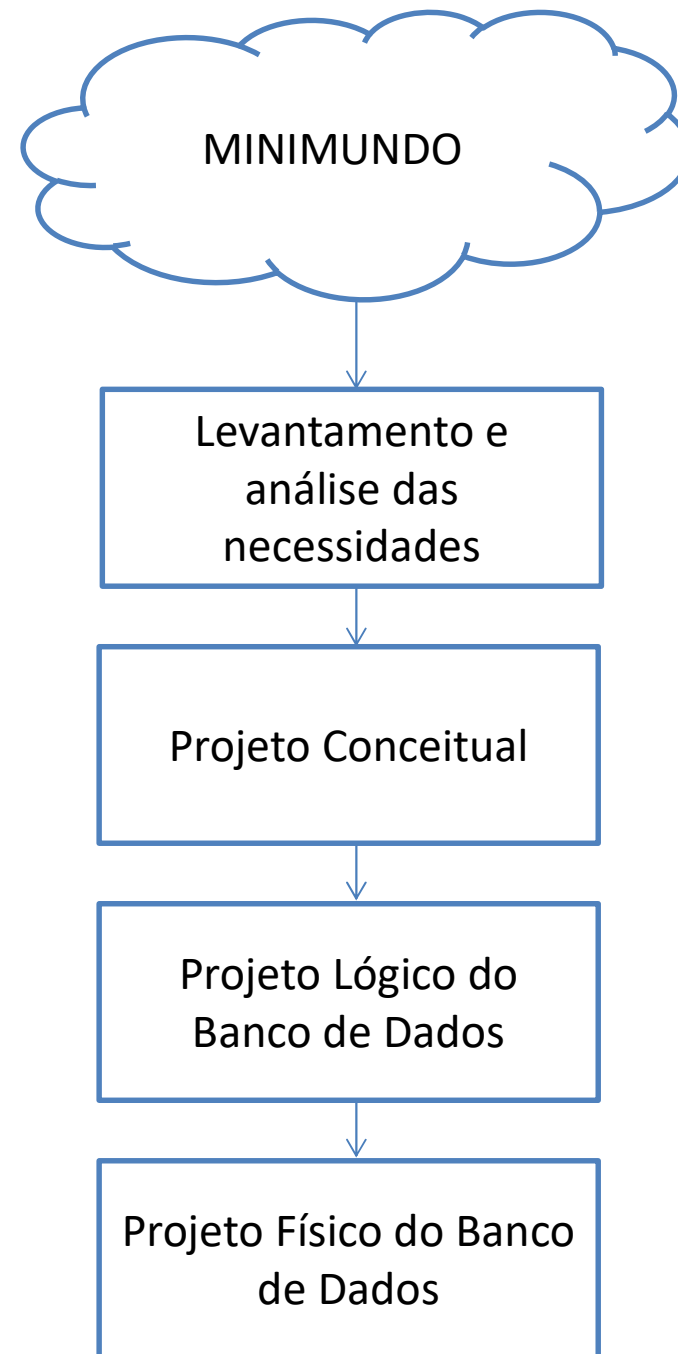 MINIMUNDO
Levantamento e
análise das
necessidades
Projeto Conceitual
Projeto Lógico do
Banco de Dados
Projeto Físico do Banco
de Dados